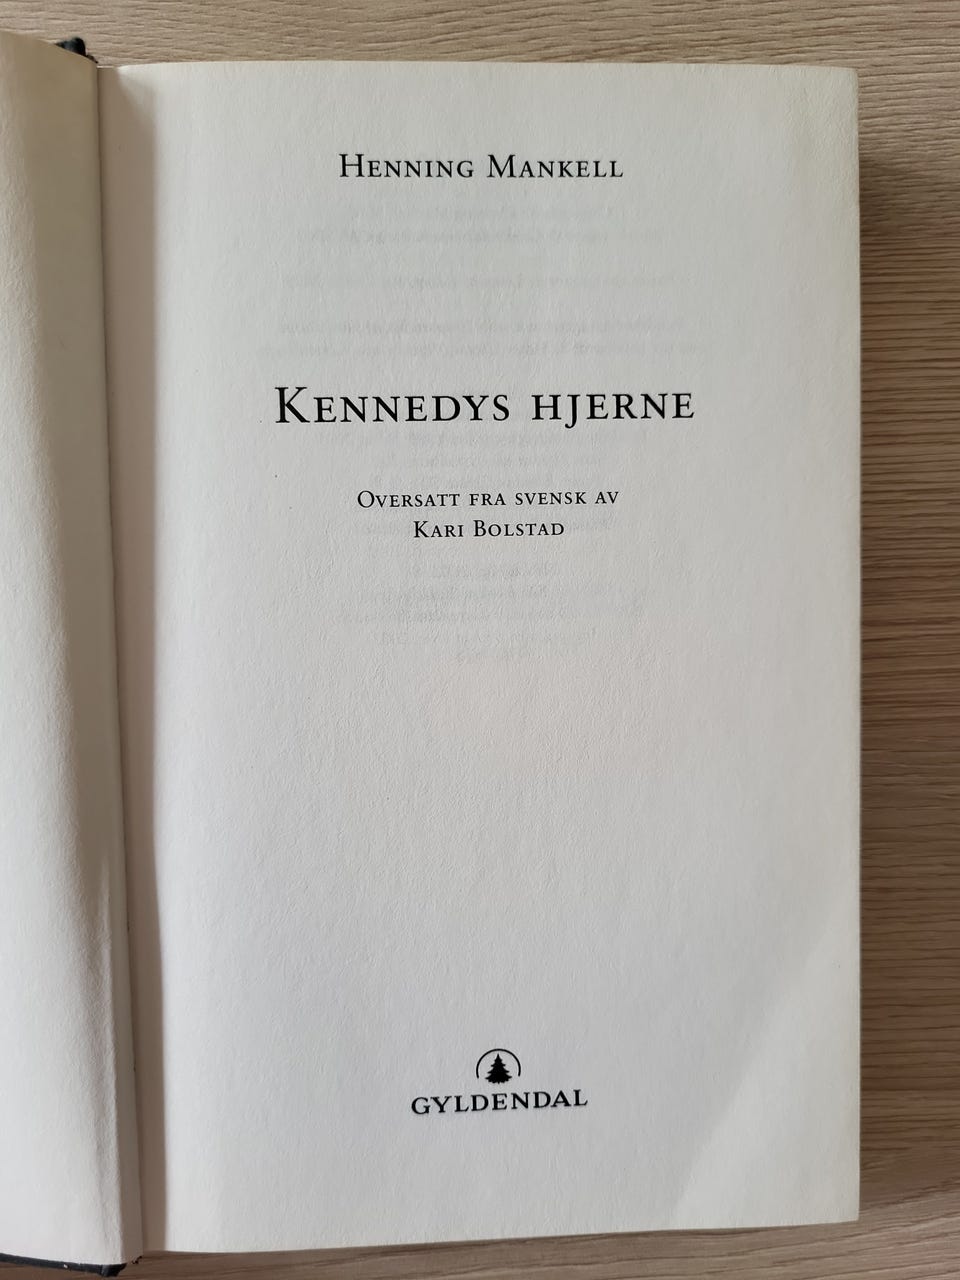 Henning Mankell
Kennedys hjerne
Oversatt fra svensk av
Kari Bolstad
GYLDENDAL